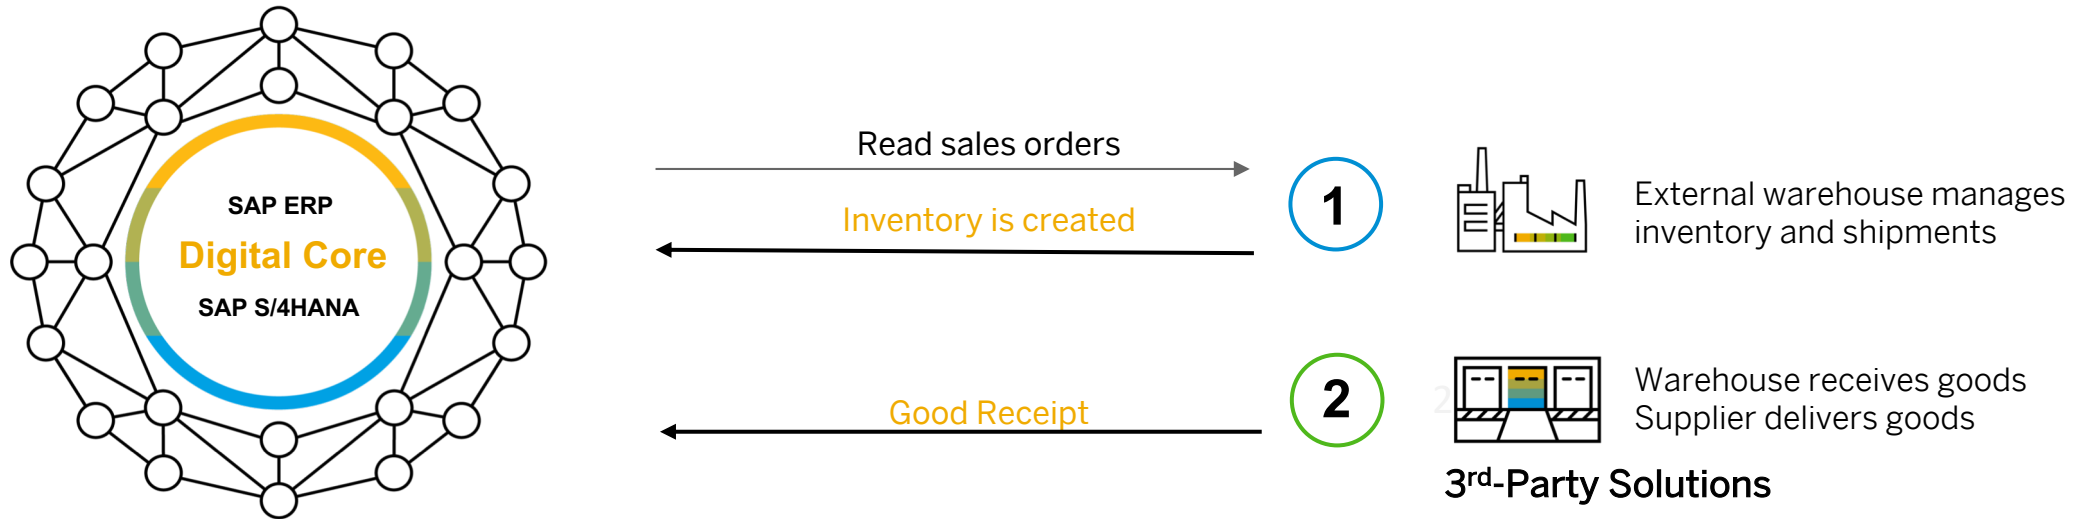 SAP ERP
Digital Core
SAP S/4HANA
Read sales orders
Inventory is created
1
External warehouse manages
inventory and shipments
Good Receipt
2
2
Warehouse receives goods
Supplier delivers goods
3rd-Party Solutions